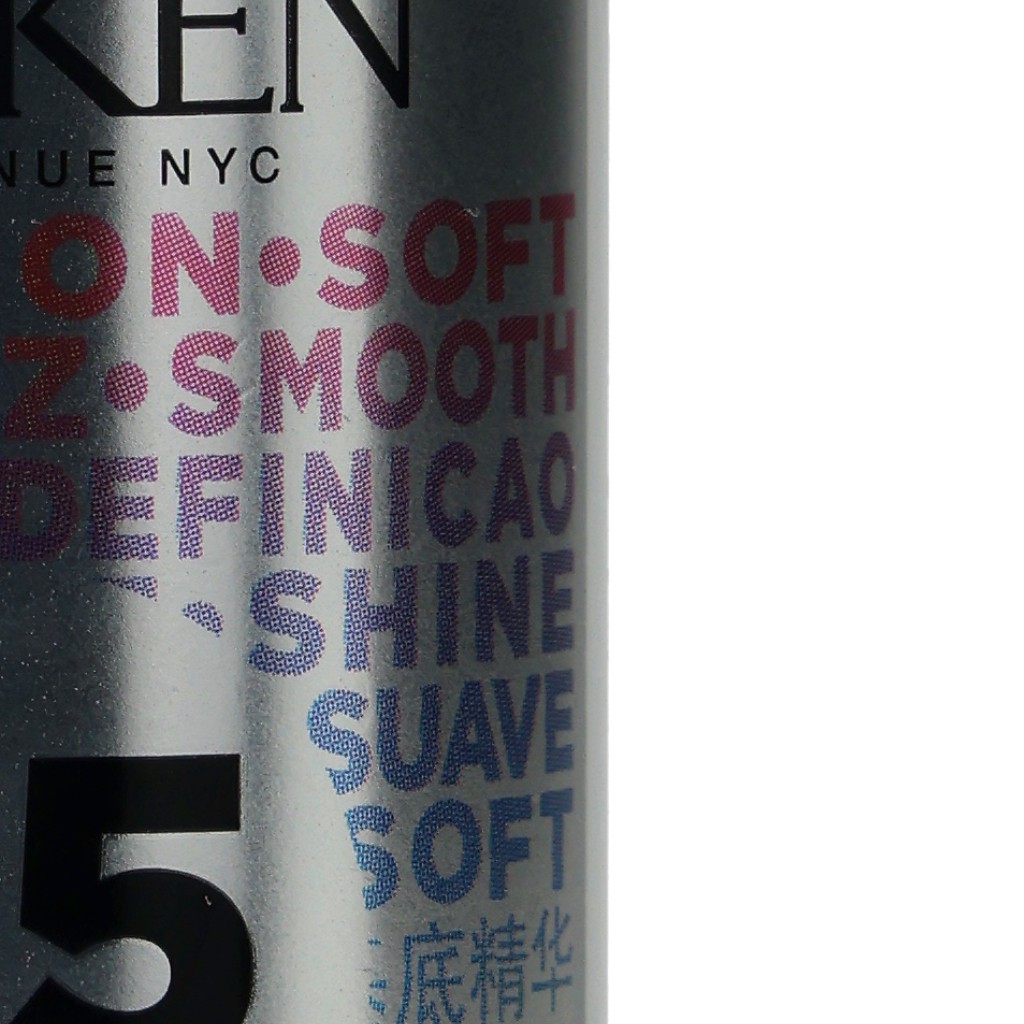 KEN
NUE NYC
ON•SOFT
Z•SMOOTH
DEFINICAO
SHINE
SUAVE
SOFT
5
底精华